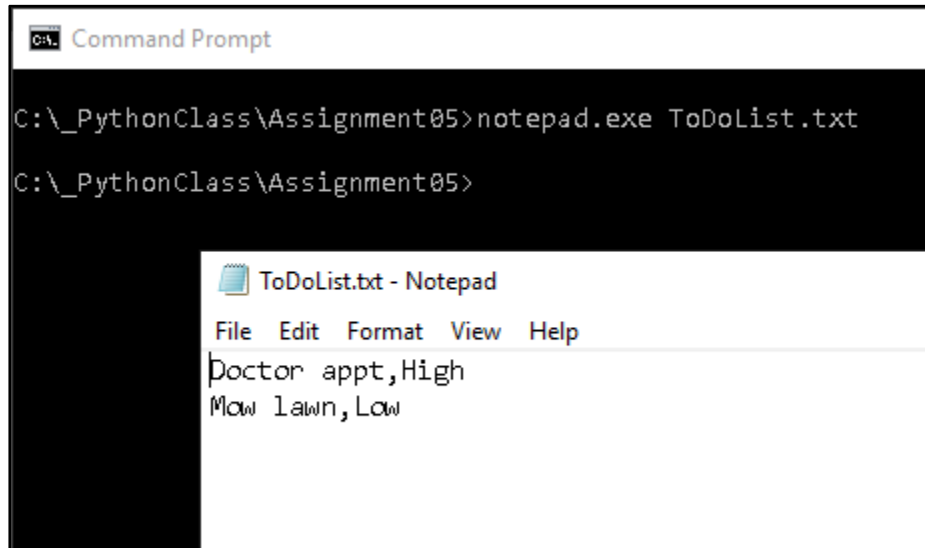 Command Prompt
C:\_PythonClass\Assignment05>notepad.exe ToDoList.txt
C:\_PythonClass\Assignment05>
ToDoList.txt - Notepad
File Edit Format View Help
Doctor appt,High
Mow lawn,Low